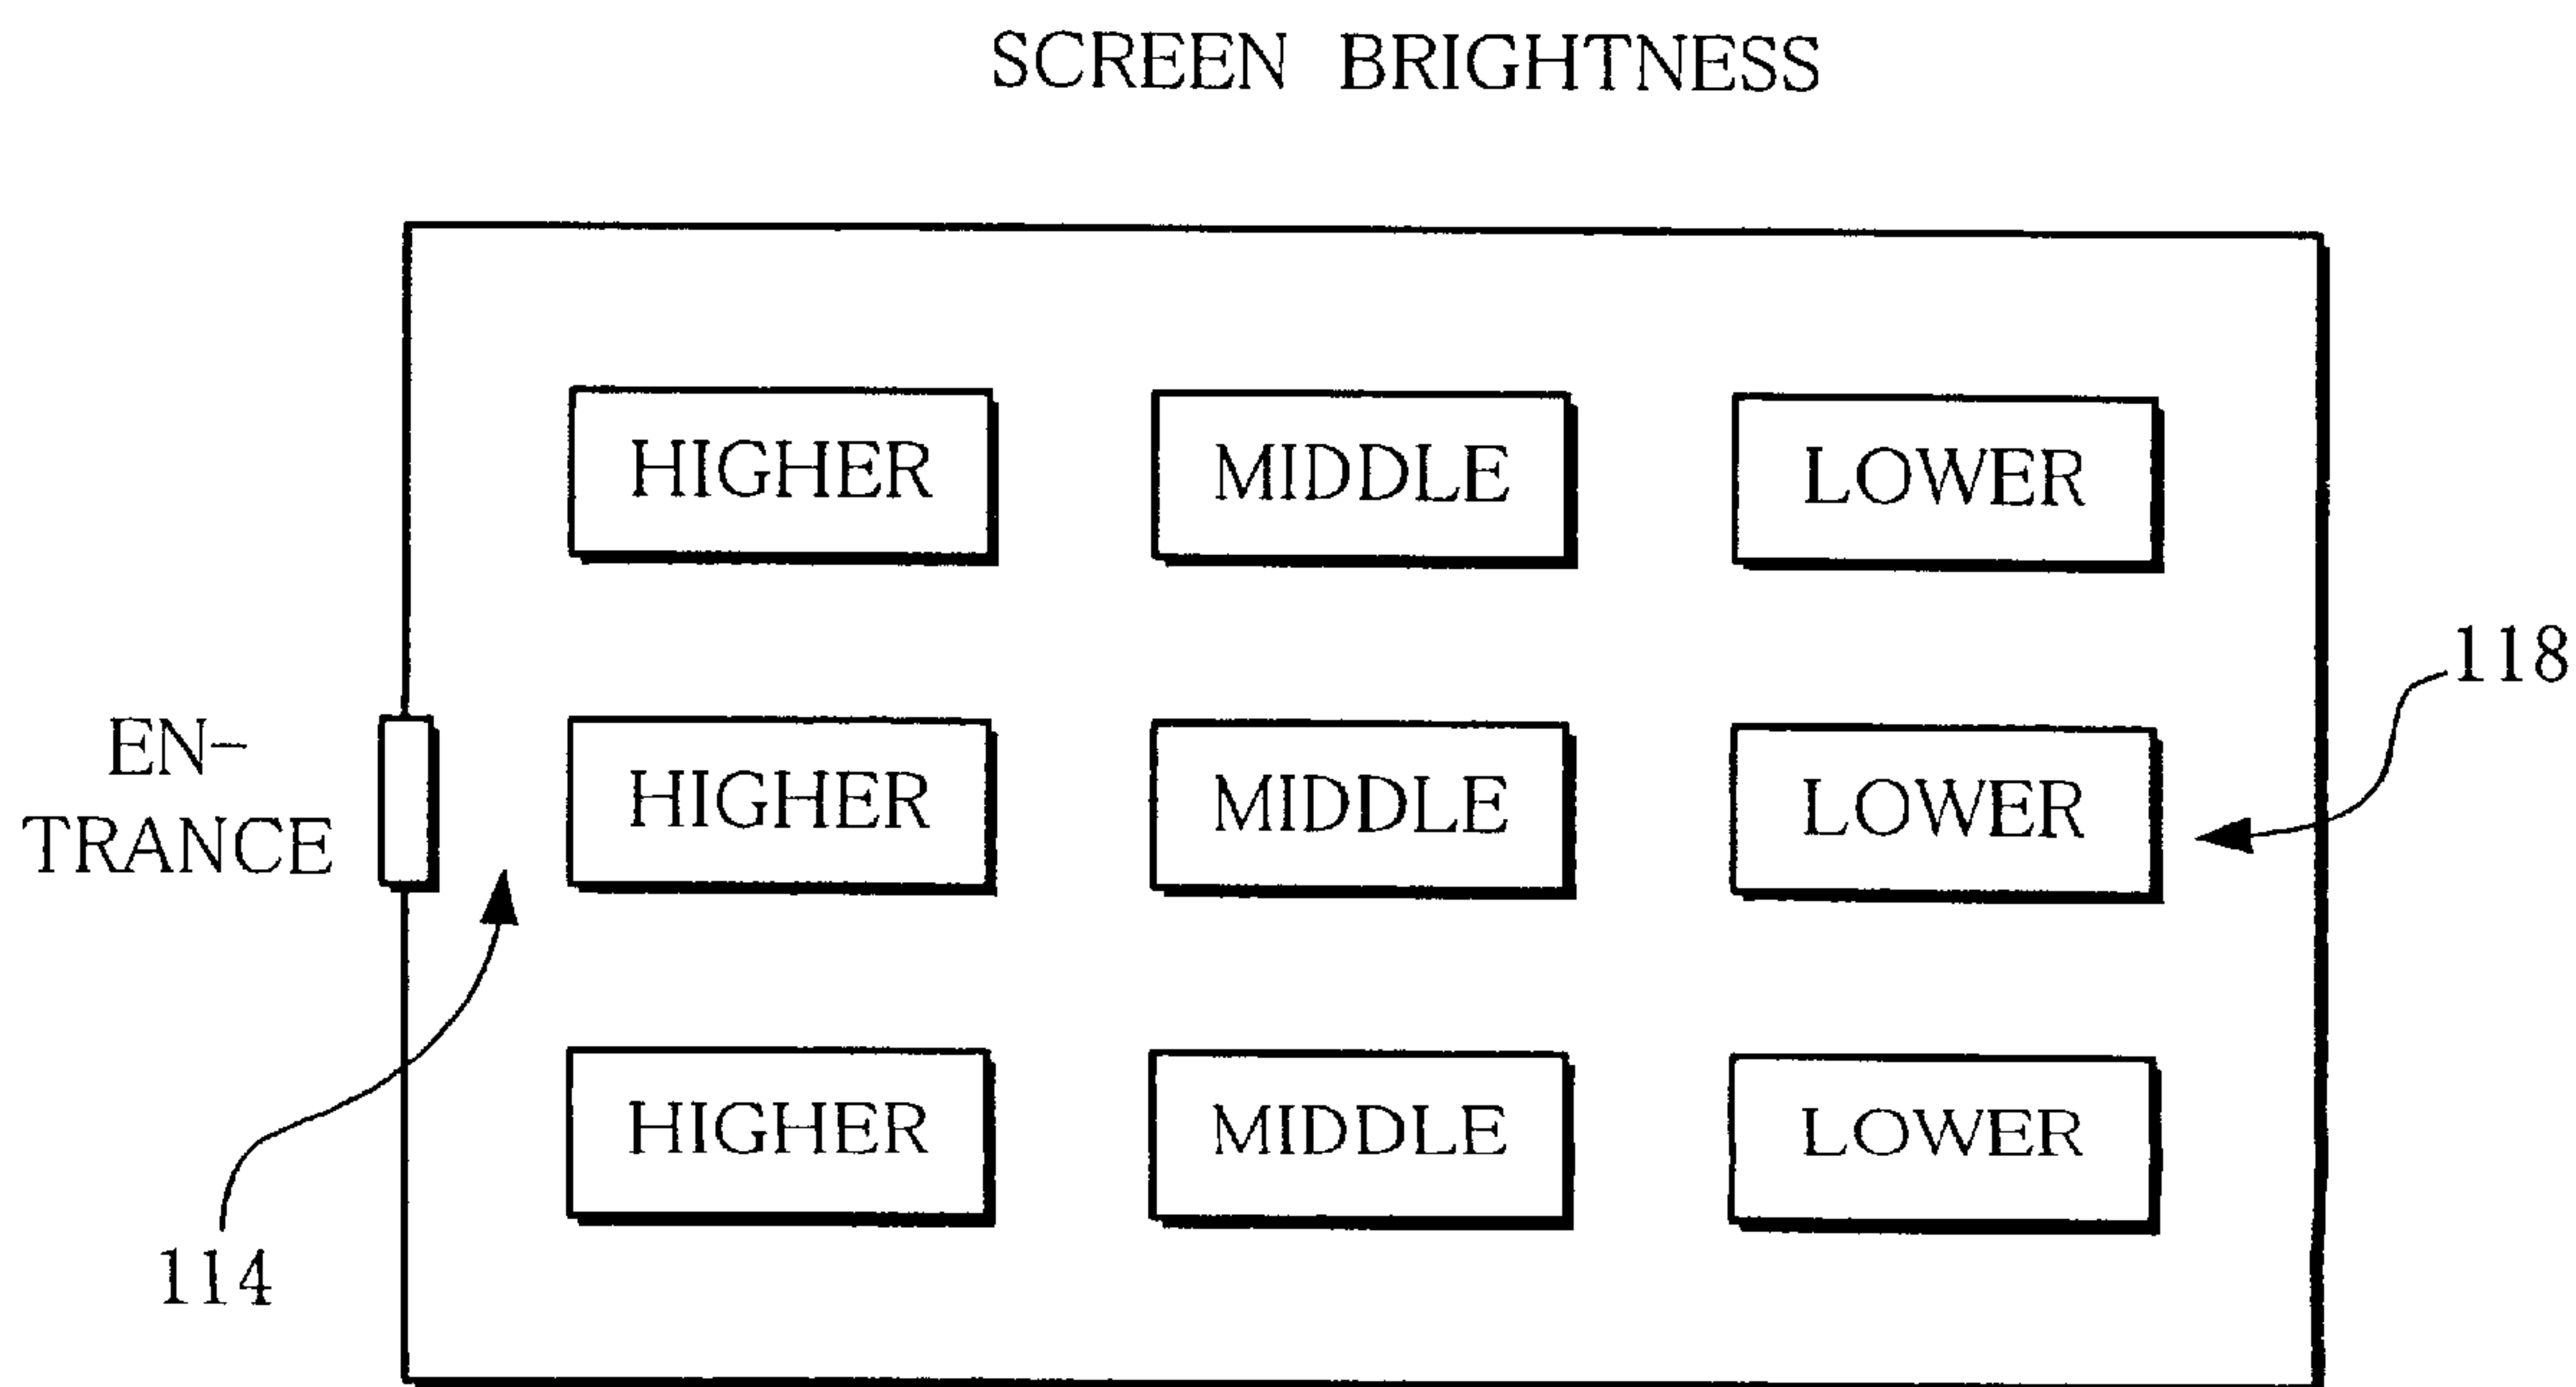 SCREEN BRIGHTNESS
HIGHER MIDDLE LOWER
118
EN-
TRANCE
HIGHER MIDDLE LOWER
HIGHER MIDDLE LOWER
114